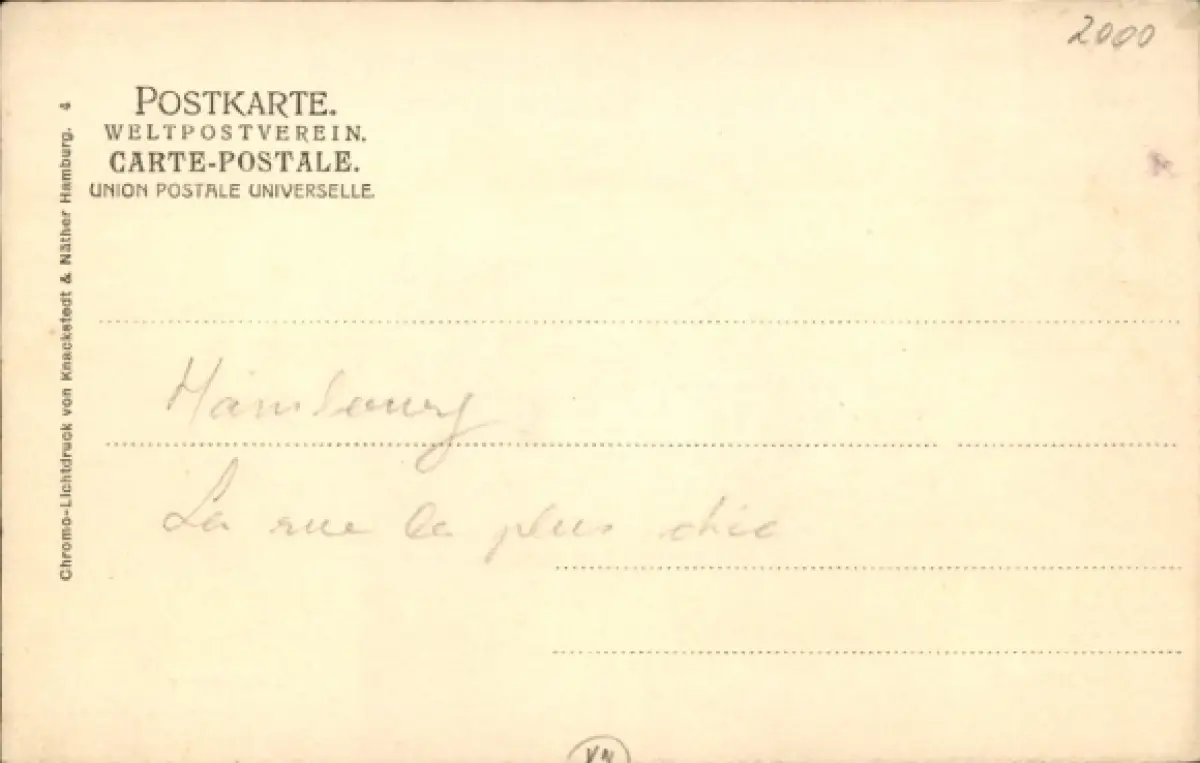 2000
POSTKARTE.
WELTPOSTVEREIN.
CARTE-POSTALE.
UNION POSTALE UNIVERSELLE.
Chromo-Lichtdruck von Knackstedt & Näther Hamburg. 4
Hambourg
La rue la plus chic